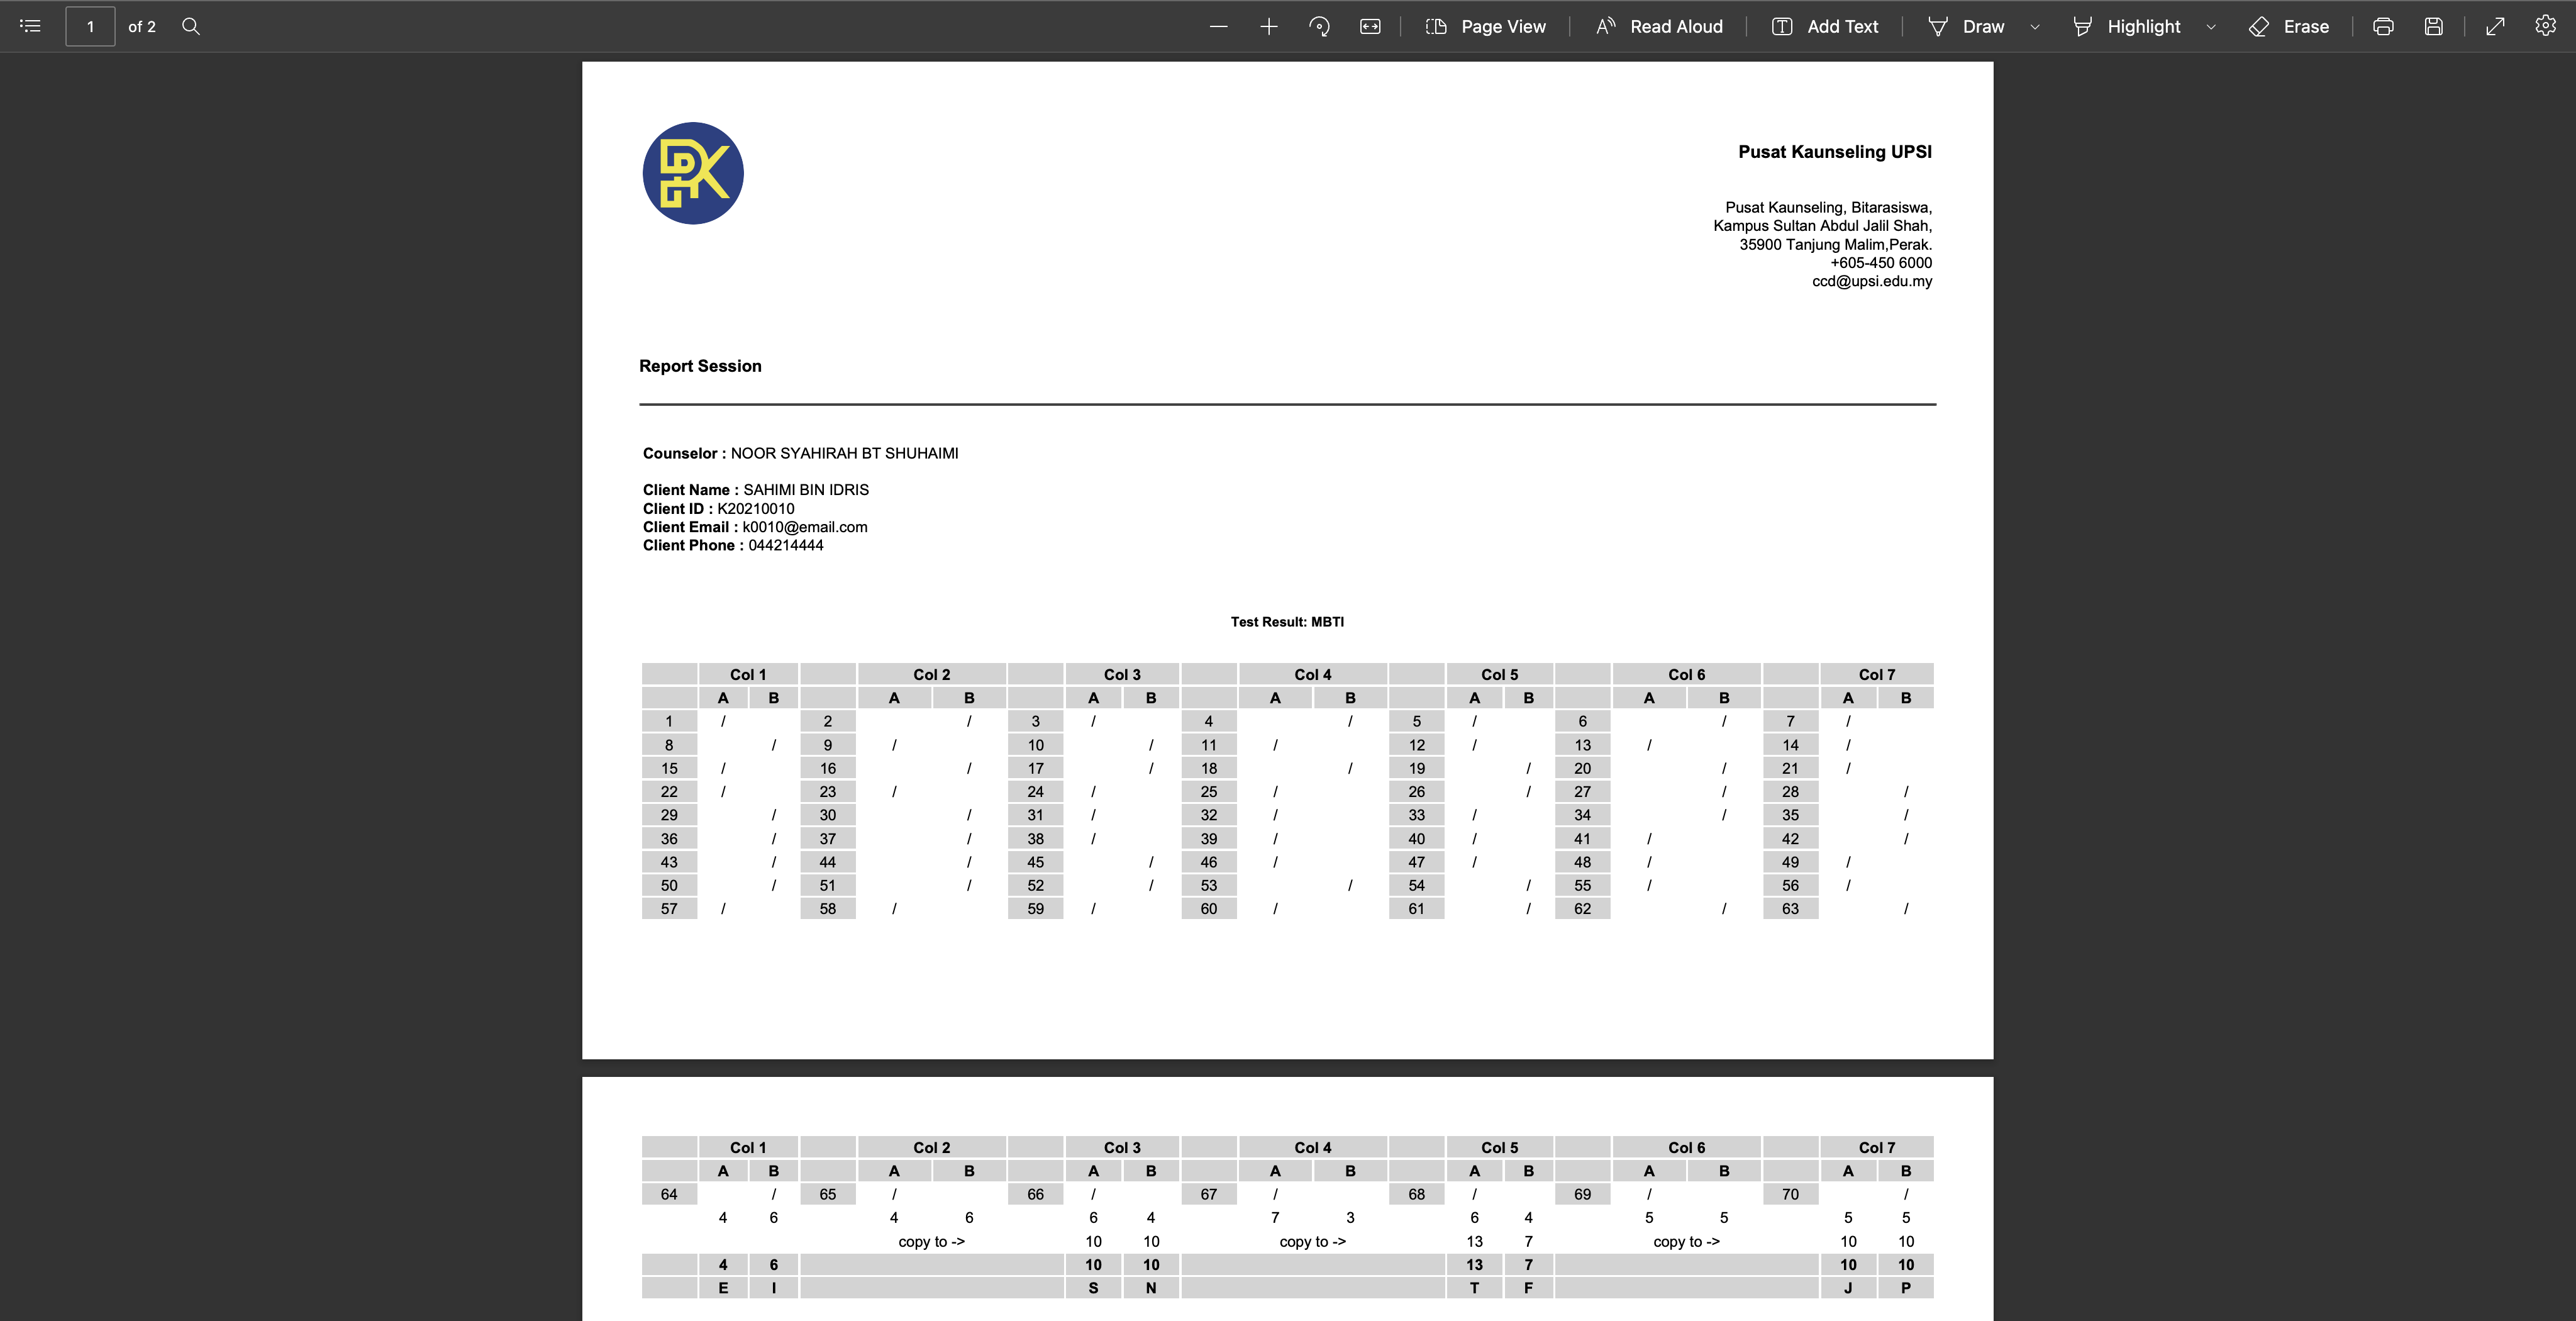 1 of 2 Page View Read Aloud Add Text Draw Highlight Erase
Pusat Kaunseling UPSI
Pusat Kaunseling, Bitarasiswa,
Kampus Sultan Abdul Jalil Shah,
35900 Tanjung Malim,Perak.
+605-450 6000
ccd@upsi.edu.my
Report Session
Counselor : NOOR SYAHIRAH BT SHUHAIMI
Client Name : SAHIMI BIN IDRIS
Client ID : K20210010
Client Email : k0010@email.com
Client Phone : 044214444
Test Result: MBTI
Col 1 Col 2 Col 3 Col 4 Col 5 Col 6 Col 7
A B A B A B A B A B A B A B
1 / 2 / 3 / 4 / 5 / 6 / 7 /
8 / 9 / 10 / 11 / 12 / 13 / 14 /
15 / 16 / 17 / 18 / 19 / 20 / 21 /
22 / 23 / 24 / 25 / 26 / 27 / 28 /
29 / 30 / 31 / 32 / 33 / 34 / 35 /
36 / 37 / 38 / 39 / 40 / 41 / 42 /
43 / 44 / 45 / 46 / 47 / 48 / 49 /
50 / 51 / 52 / 53 / 54 / 55 / 56 /
57 / 58 / 59 / 60 / 61 / 62 / 63 /
Col 1 Col 2 Col 3 Col 4 Col 5 Col 6 Col 7
A B A B A B A B A B A B A B
64 / 65 / 66 / 67 / 68 / 69 / 70 /
4 6 4 6 6 4 7 3 6 4 5 5 5 5
copy to -> 10 10 copy to -> 13 7 copy to -> 10 10
4 6 10 10 13 7 10 10
E I S N T F J P